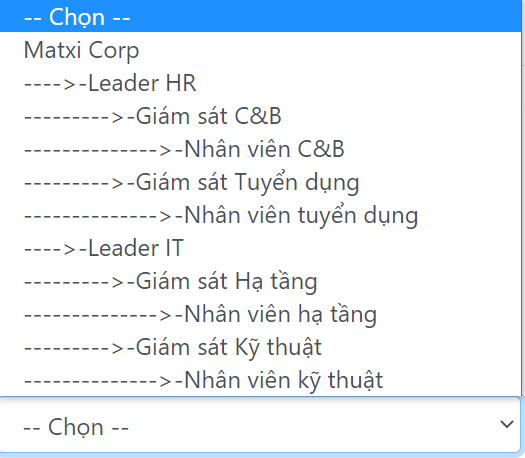 -- Chọn --
Matxi Corp
---->-Leader HR
--------->-Giám sát C&B
-------------->-Nhân viên C&B
--------->-Giám sát Tuyển dụng
-------------->-Nhân viên tuyển dụng
---->-Leader IT
--------->-Giám sát Hạ tầng
-------------->-Nhân viên hạ tầng
--------->-Giám sát Kỹ thuật
-------------->-Nhân viên kỹ thuật
-- Chọn --